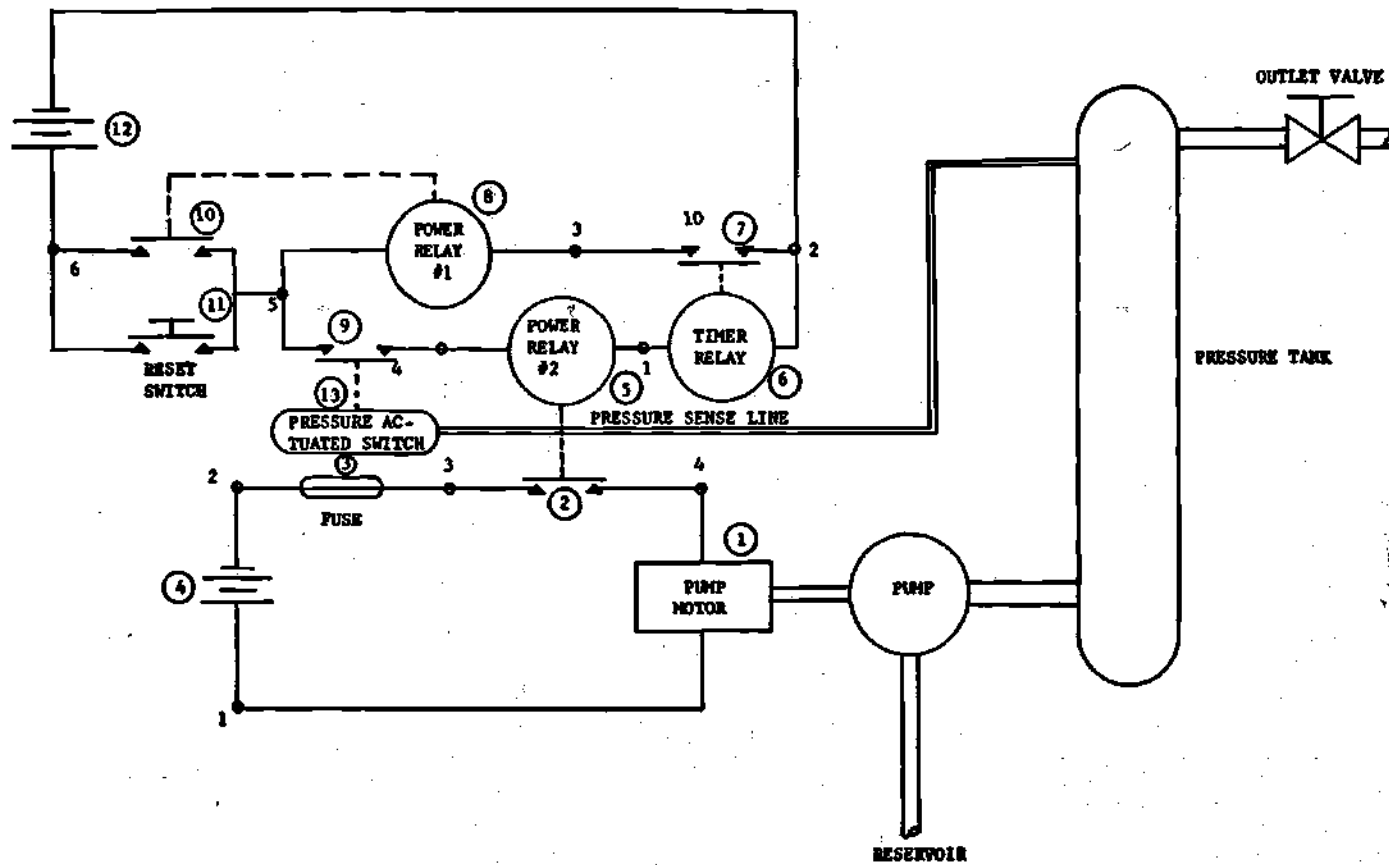 OUTLET VALVE
12
8
10
POWER
RELAY
#1
3
10
7
2
6
11
5
9
POWER
RELAY
#2
TIMER
RELAY
RESET
SWITCH
4
1
5
6
PRESSURE TANK
13
PRESSURE AC-
TUATED SWITCH
PRESSURE SENSE LINE
3
2
3
4
FUSE
2
1
4
PUMP
MOTOR
PUMP
1
RESERVOIR